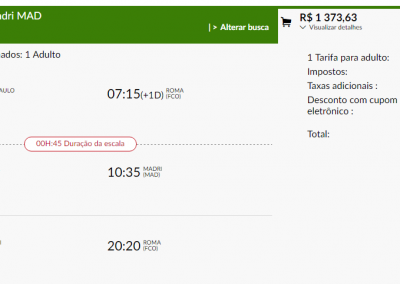 dri MAD
| > Alterar busca
R$ 1 373,63
Visualizar detalhes
ados: 1 Adulto
1 Tarifa para adulto:
Impostos:
Taxas adicionais :
Desconto com cupom
eletrônico :
Total:
AULO
07:15(+1D) ROMA
(FCO)
00H:45 Duração da escala
10:35 MADRI
(MAD)
20:20 ROMA
(FCO)